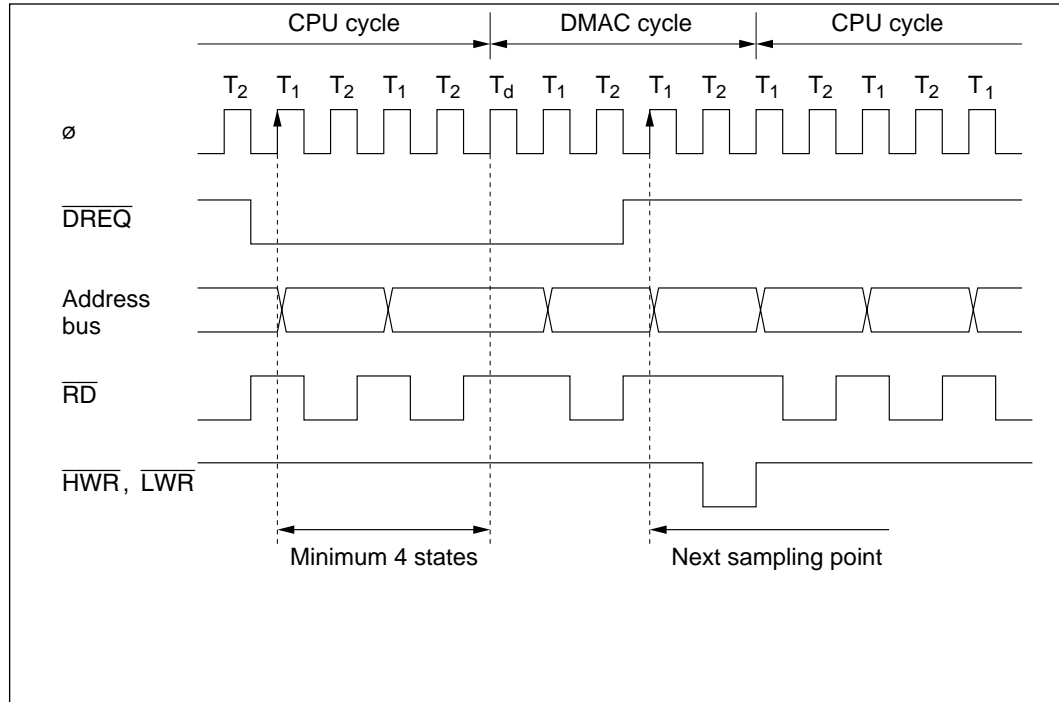 CPU cycle DMAC cycle CPU cycle
T2 T1 T2 T1 T2 Td T1 T2 T1 T2 T1 T2 T1 T2 T1
ø
DREQ
Address
bus
RD
HWR, LWR
Minimum 4 states Next sampling point